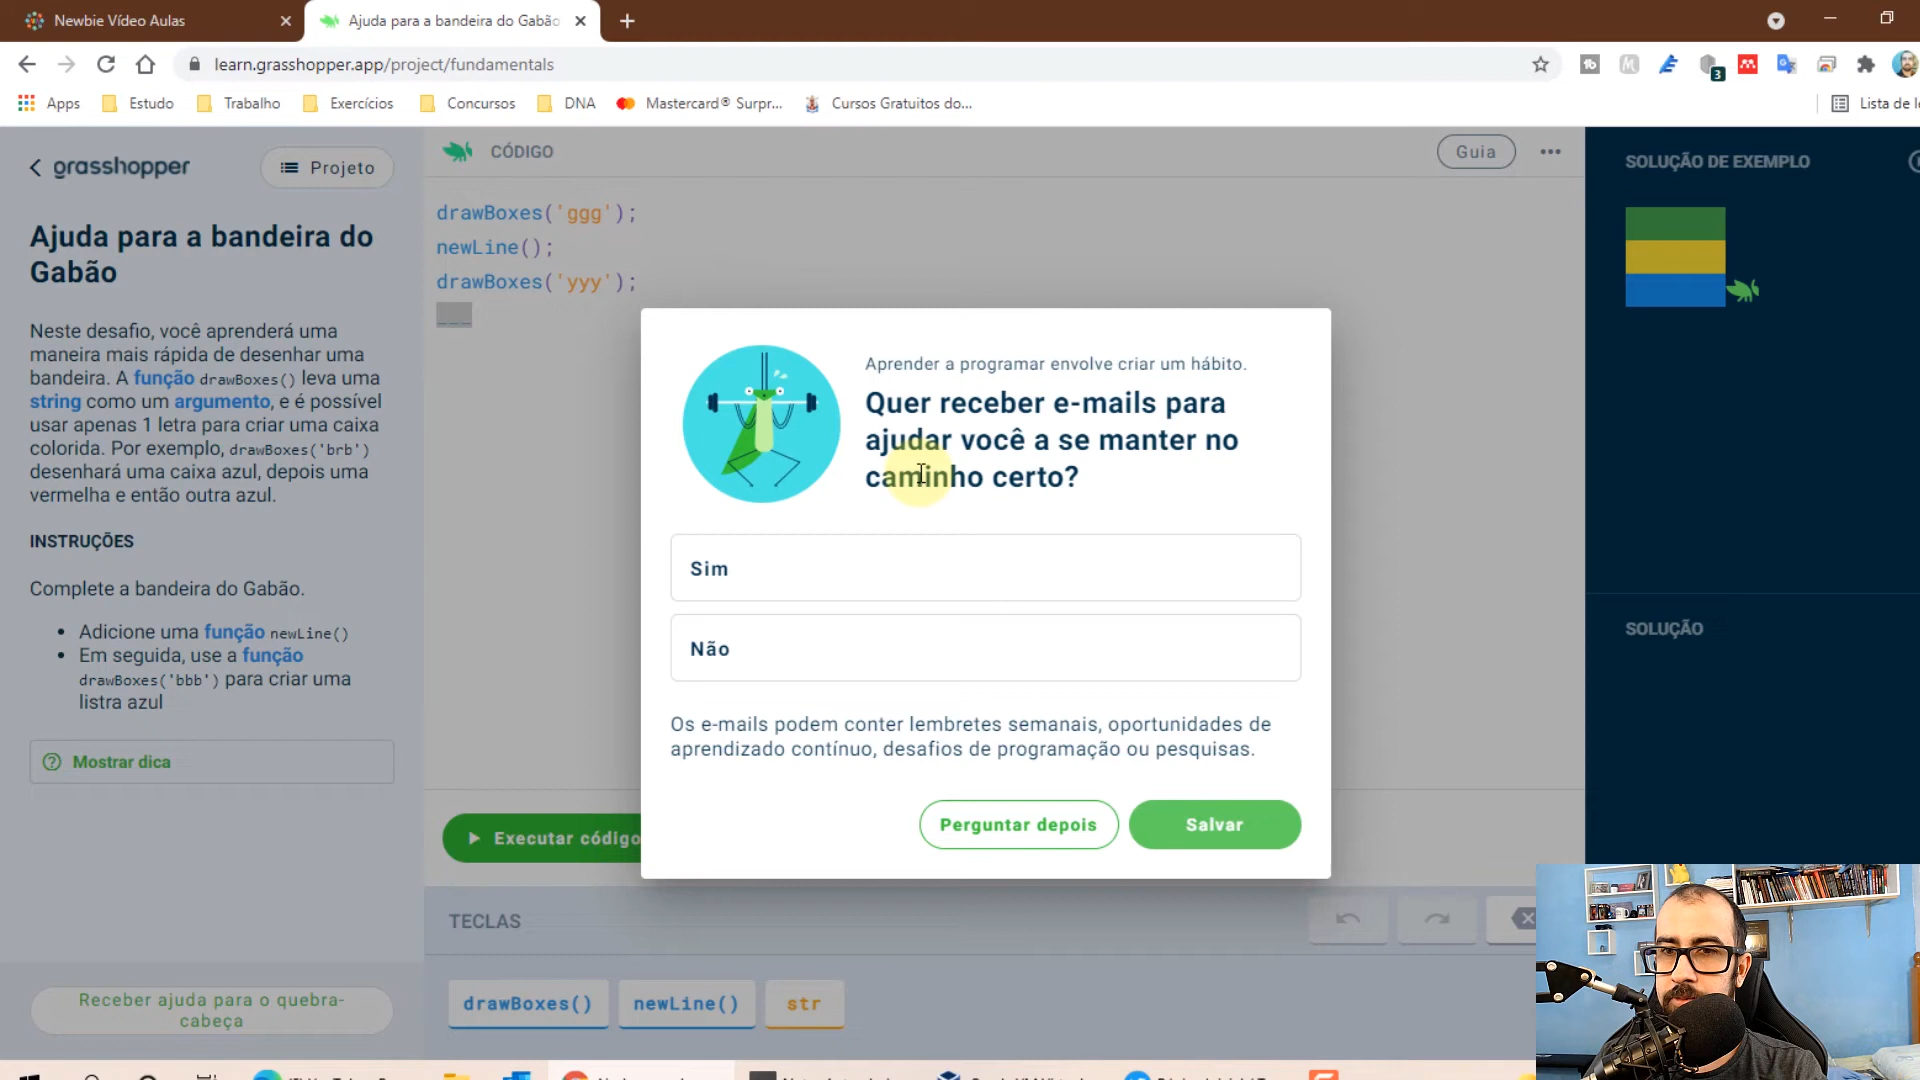 Newbie Vídeo Aulas
Ajuda para a bandeira do Gabão
learn.grasshopper.app/project/fundamentals
3
Apps
Estudo
Trabalho
Exercícios
Concursos
DNA
Mastercard® Surpr...
Cursos Gratuitos do...
Lista de le
grasshopper
Projeto
Ajuda para a bandeira do
Gabão
Neste desafio, você aprenderá uma
maneira mais rápida de desenhar uma
bandeira. A função drawBoxes() leva uma
string como um argumento, e é possível
usar apenas 1 letra para criar uma caixa
colorida. Por exemplo, drawBoxes('brb')
desenhará uma caixa azul, depois uma
vermelha e então outra azul.
INSTRUÇÕES
Complete a bandeira do Gabão.
• Adicione uma função newLine()
• Em seguida, use a função
drawBoxes('bbb') para criar uma
listra azul
Mostrar dica
Receber ajuda para o quebra-
cabeça
CÓDIGO
Guia
drawBoxes('ggg');
newLine();
drawBoxes('yyy');
___
Aprender a programar envolve criar um hábito.
Quer receber e-mails para
ajudar você a se manter no
caminho certo?
Sim
Não
Os e-mails podem conter lembretes semanais, oportunidades de
aprendizado contínuo, desafios de programação ou pesquisas.
Perguntar depois
Salvar
Executar código
TECLAS
drawBoxes()
newLine()
str
SOLUÇÃO DE EXEMPLO
SOLUÇÃO